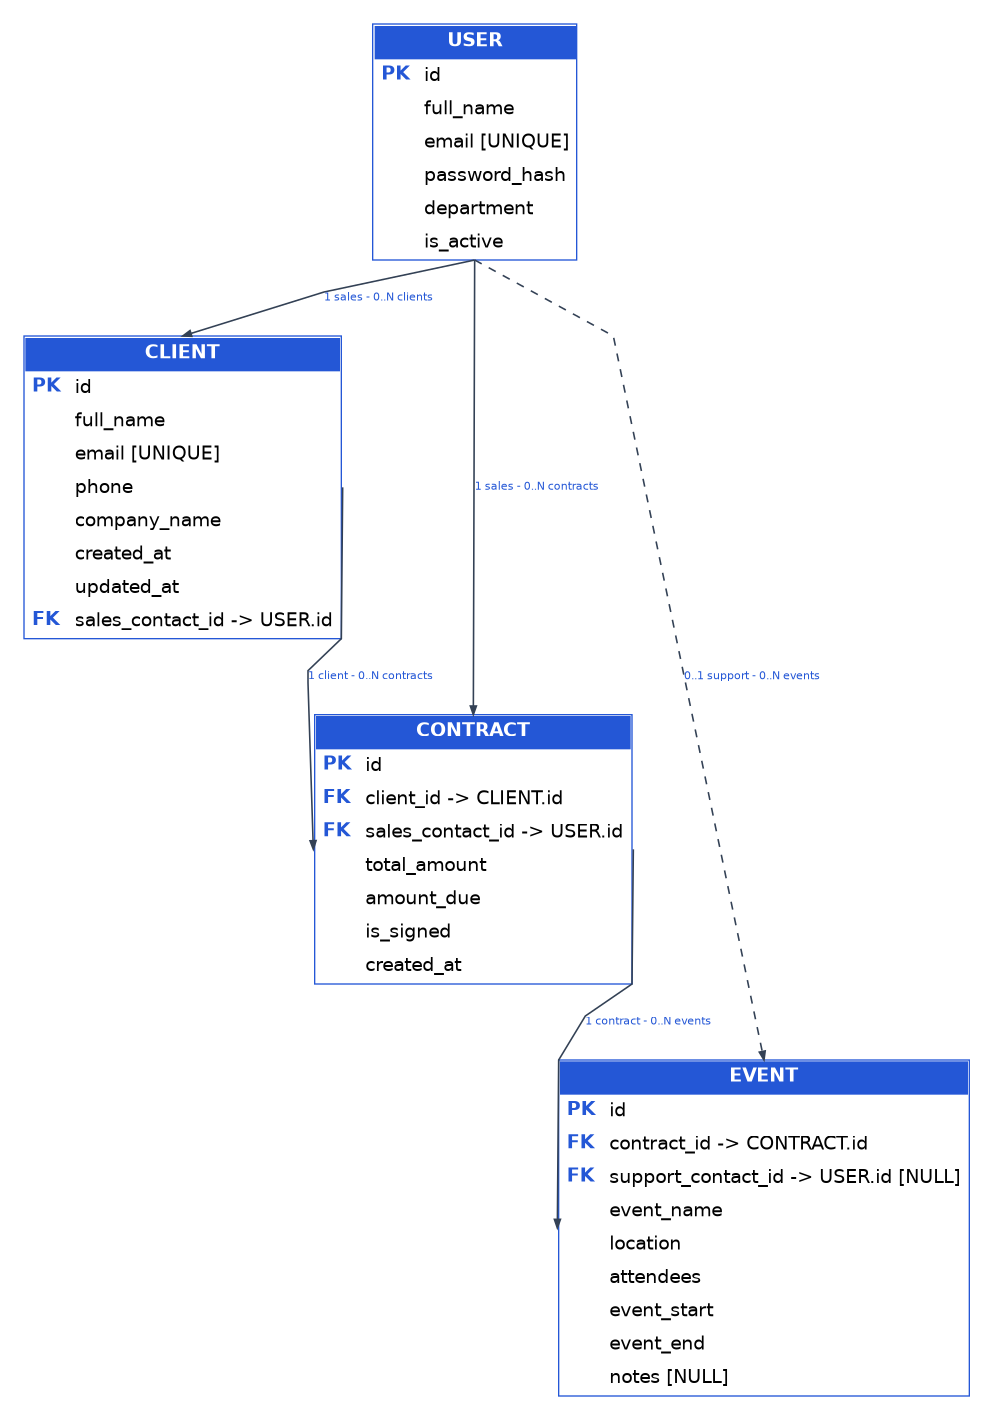 USER
PK id
full_name
email [UNIQUE]
password_hash
department
is_active
1 sales - 0..N clients
CLIENT
PK id
full_name
email [UNIQUE]
phone
company_name
created_at
updated_at
FK sales_contact_id -> USER.id
1 sales - 0..N contracts
1 client - 0..N contracts
0..1 support - 0..N events
CONTRACT
PK id
FK client_id -> CLIENT.id
FK sales_contact_id -> USER.id
total_amount
amount_due
is_signed
created_at
1 contract - 0..N events
EVENT
PK id
FK contract_id -> CONTRACT.id
FK support_contact_id -> USER.id [NULL]
event_name
location
attendees
event_start
event_end
notes [NULL]